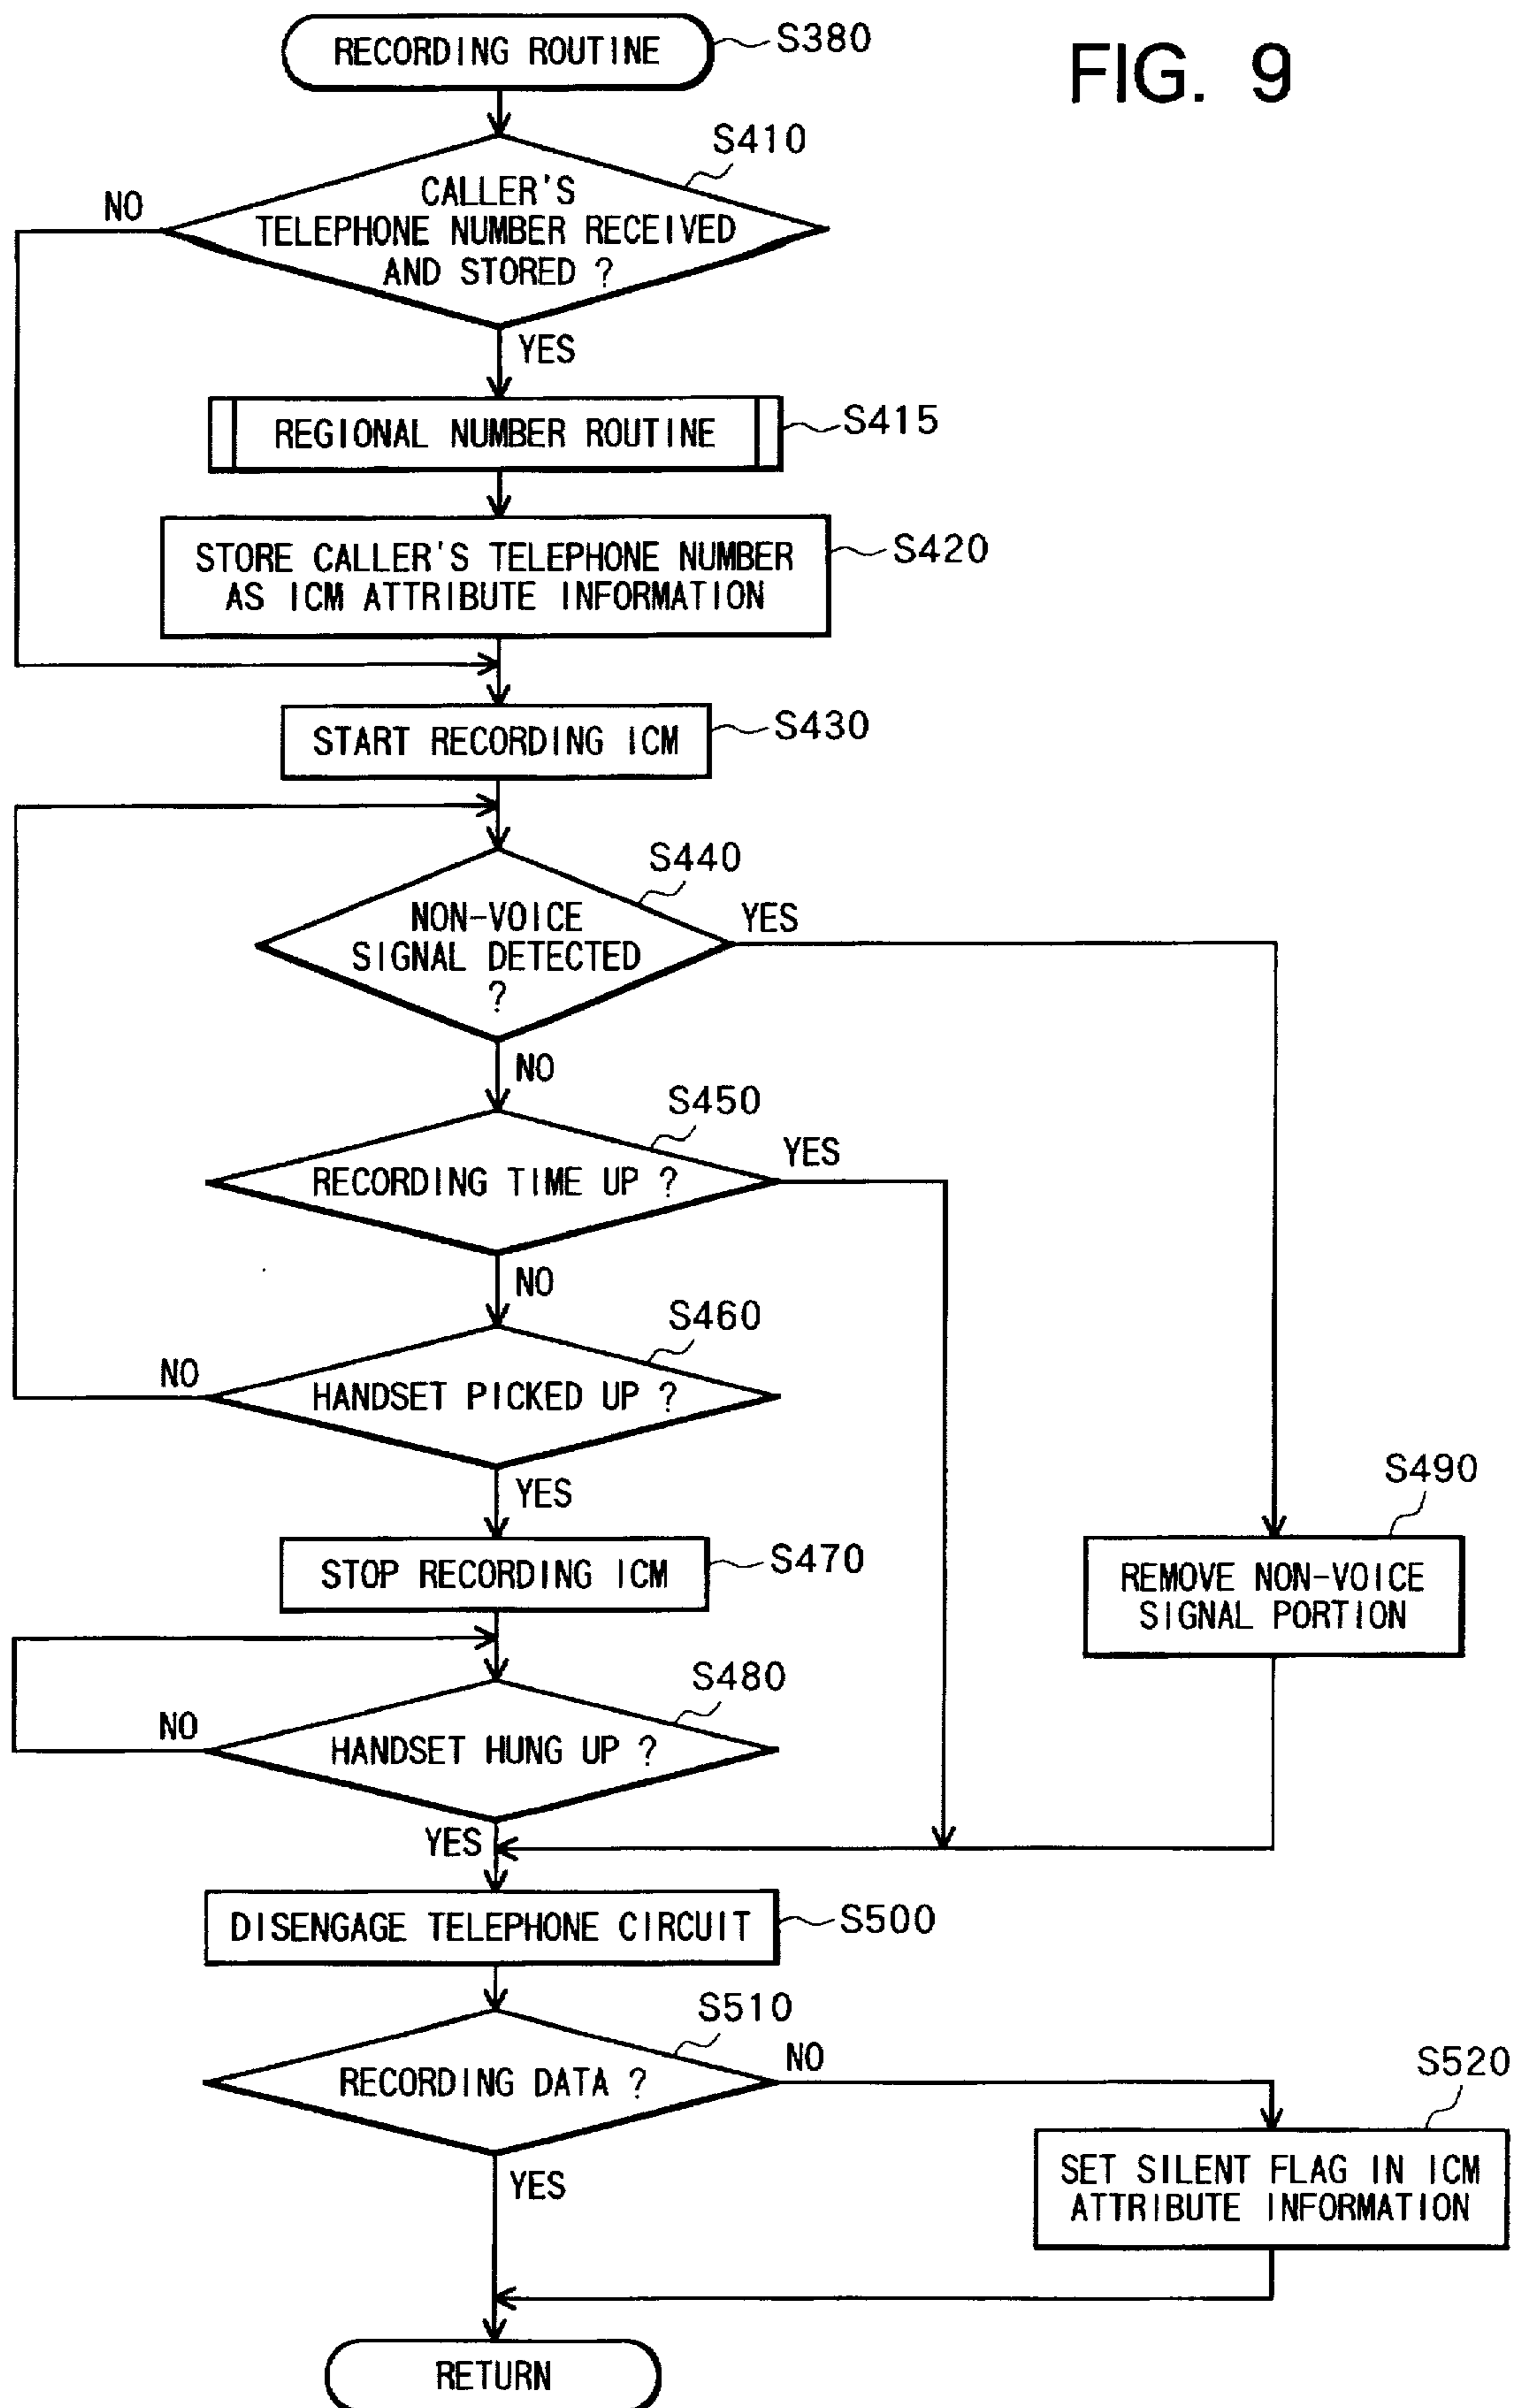 RECORDING ROUTINE
S380
FIG. 9
S410
CALLER'S
TELEPHONE NUMBER RECEIVED
AND STORED ?
NO
YES
REGIONAL NUMBER ROUTINE
S415
STORE CALLER'S TELEPHONE NUMBER
AS ICM ATTRIBUTE INFORMATION
S420
START RECORDING ICM
S430
S440
NON-VOICE
SIGNAL DETECTED
?
YES
NO
S450
RECORDING TIME UP ?
YES
NO
S460
HANDSET PICKED UP ?
NO
YES
STOP RECORDING ICM
S470
S490
REMOVE NON-VOICE
SIGNAL PORTION
S480
HANDSET HUNG UP ?
NO
YES
DISENGAGE TELEPHONE CIRCUIT
S500
S510
RECORDING DATA ?
NO
YES
S520
SET SILENT FLAG IN ICM
ATTRIBUTE INFORMATION
RETURN